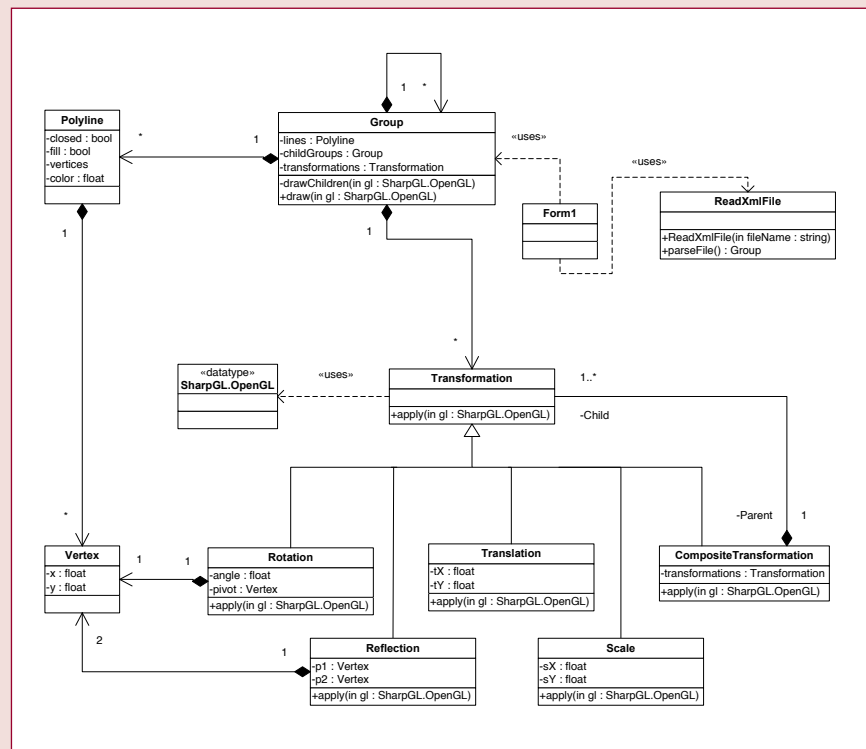 1
*
Polyline
-closed : bool
-fill : bool
-vertices
-color : float
*
1
Group
-lines : Polyline
-childGroups : Group
-transformations : Transformation
-drawChildren(in gl : SharpGL.OpenGL)
+draw(in gl : SharpGL.OpenGL)
«uses»
«uses»
Form1
ReadXmlFile
+ReadXmlFile(in fileName : string)
+parseFile() : Group
1
1
*
«datatype»
SharpGL.OpenGL
«uses»
Transformation
+apply(in gl : SharpGL.OpenGL)
1..*
-Child
*
-Parent
1
Vertex
-x : float
-y : float
1
1
Rotation
-angle : float
-pivot : Vertex
+apply(in gl : SharpGL.OpenGL)
Translation
-tX : float
-tY : float
+apply(in gl : SharpGL.OpenGL)
CompositeTransformation
-transformations : Transformation
+apply(in gl : SharpGL.OpenGL)
2
1
Reflection
-p1 : Vertex
-p2 : Vertex
+apply(in gl : SharpGL.OpenGL)
Scale
-sX : float
-sY : float
+apply(in gl : SharpGL.OpenGL)